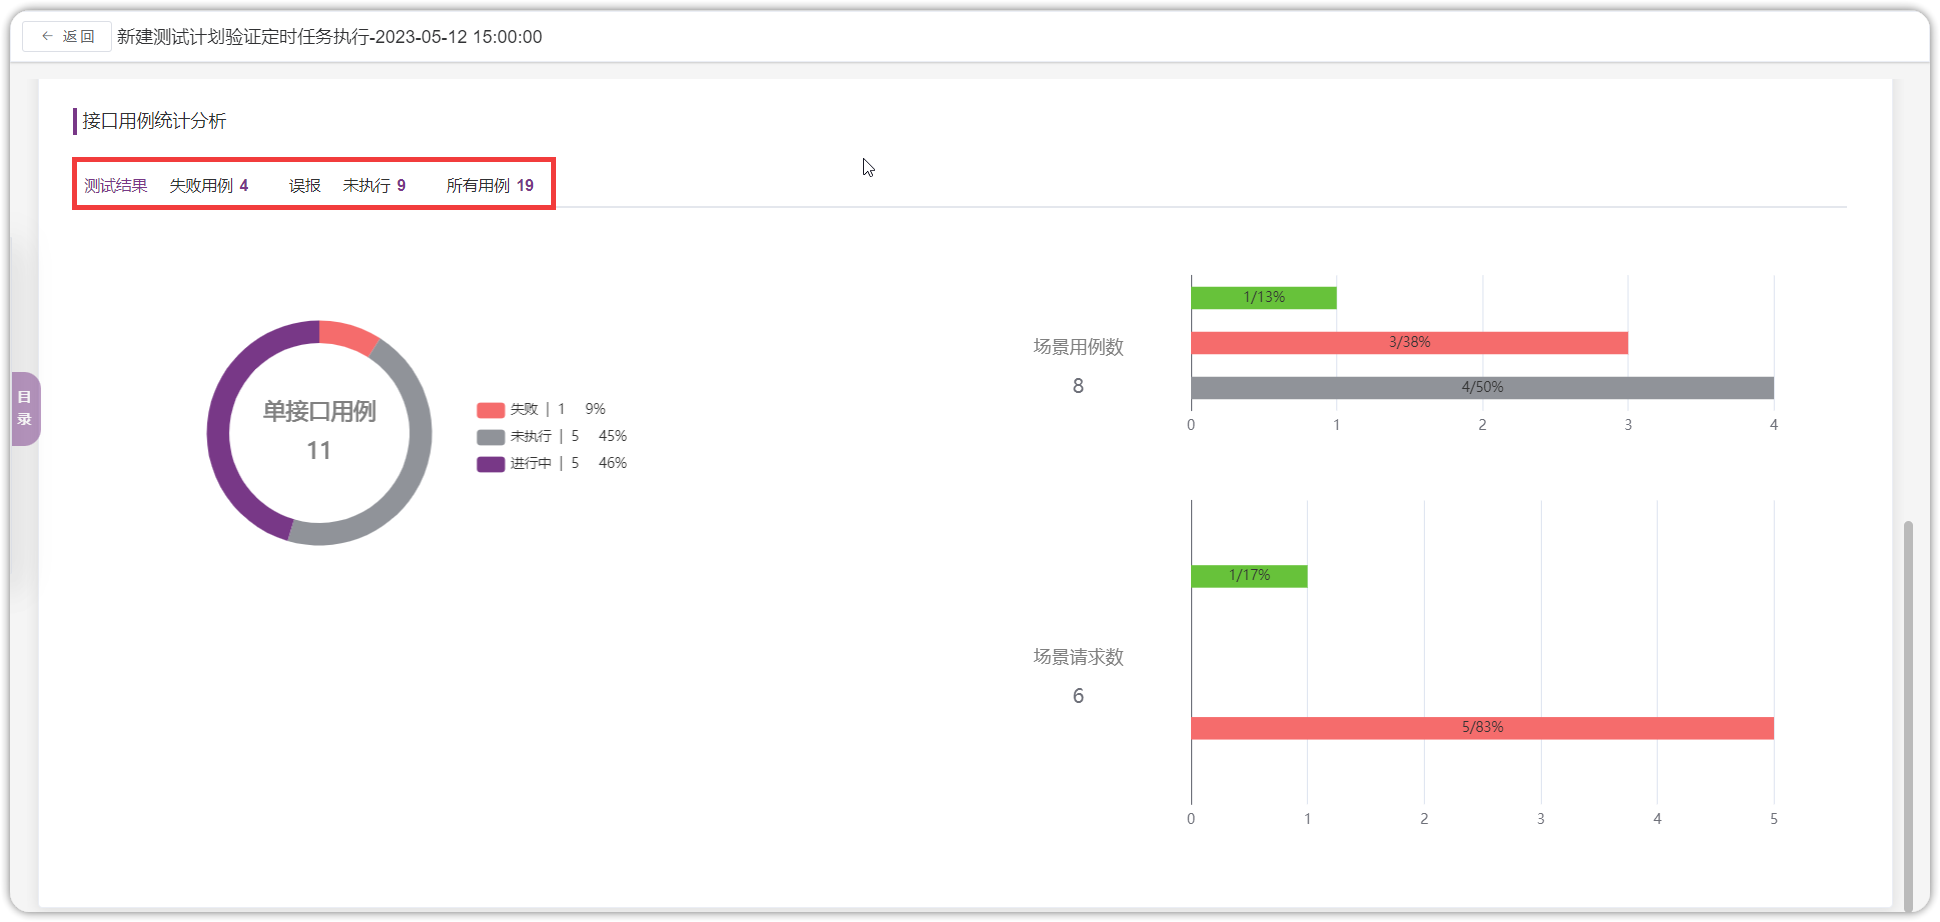 ← 返回 新建测试计划验证定时任务执行-2023-05-12 15:00:00
接口用例统计分析
测试结果 失败用例 4 误报 未执行 9 所有用例 19
目录
单接口用例
11
失败 | 1 9%
未执行 | 5 45%
进行中 | 5 46%
场景用例数
8
1/13%
3/38%
4/50%
0 1 2 3 4
场景请求数
6
1/17%
5/83%
0 1 2 3 4 5